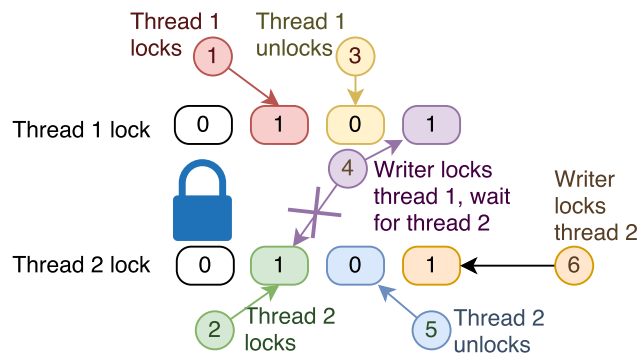 Thread 1
locks
Thread 1
unlocks
1
3
Thread 1 lock
0
1
0
1
4
Writer locks
thread 1, wait
for thread 2
Writer
locks
thread 2
Thread 2 lock
0
1
0
1
6
2
Thread 2
locks
5
Thread 2
unlocks